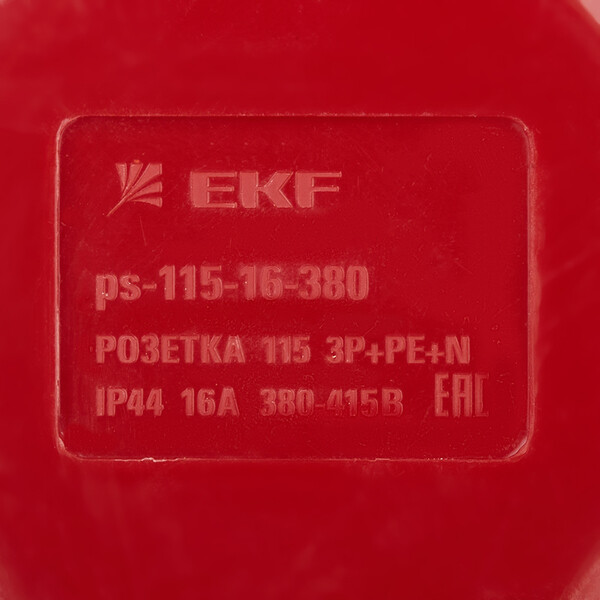 EKF
ps-115-16-380
РОЗЕТКА 115 3P+PE+N
IP44 16A 380-415В EAC